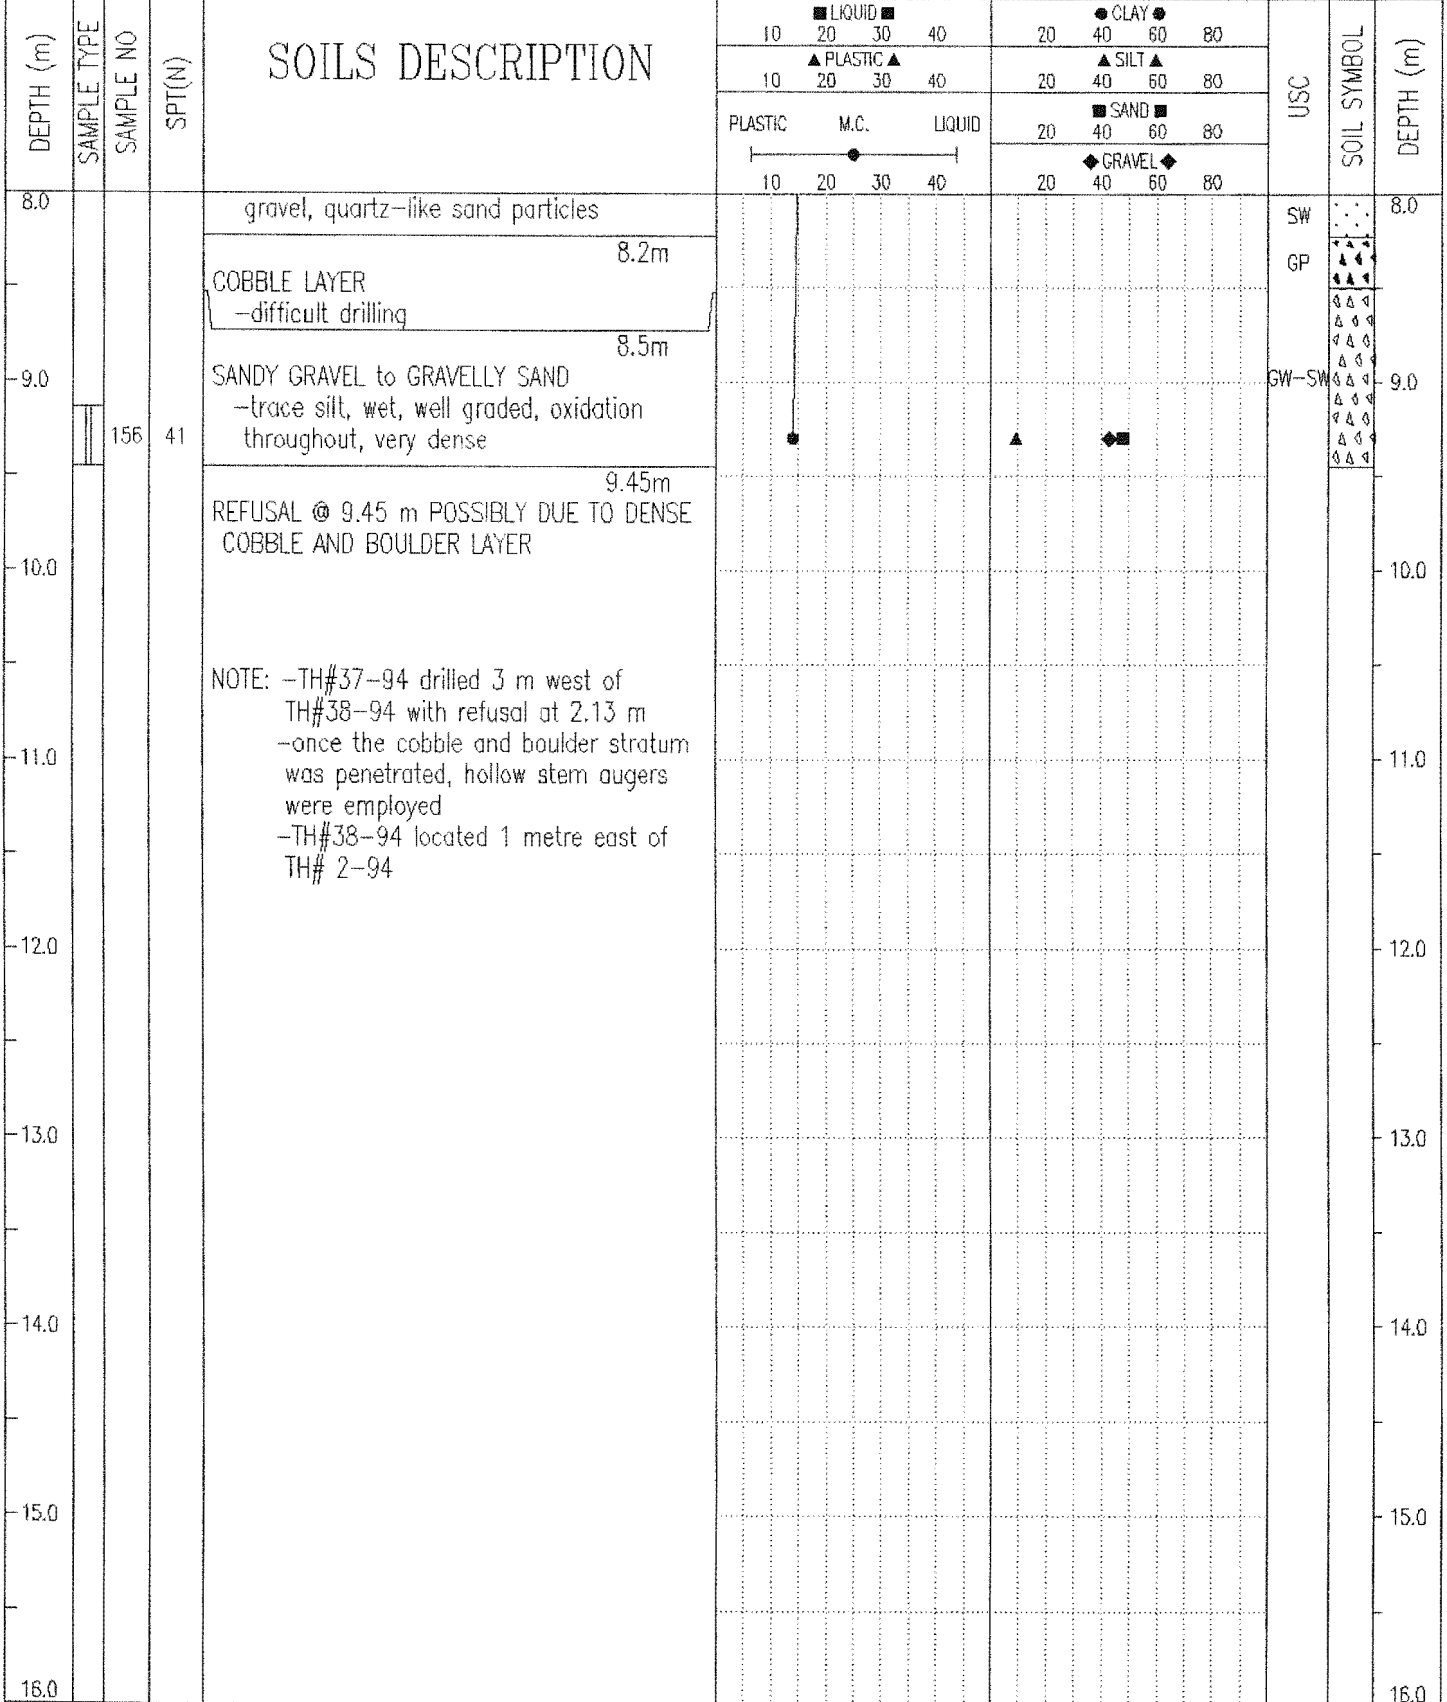 DEPTH (m)
SAMPLE TYPE
SAMPLE NO
SPT(N)
SOILS DESCRIPTION
■ LIQUID ■
10 20 30 40
▲ PLASTIC ▲
10 20 30 40
PLASTIC M.C. LIQUID
10 20 30 40
● CLAY ●
20 40 60 80
▲ SILT ▲
20 40 60 80
■ SAND ■
20 40 60 80
◆ GRAVEL ◆
20 40 60 80
USC
SOIL SYMBOL
DEPTH (m)
8.0 gravel, quartz-like sand particles SW 8.0
8.2m
COBBLE LAYER GP
-difficult drilling
8.5m
9.0 SANDY GRAVEL to GRAVELLY SAND GW-SW 9.0
-trace silt, wet, well graded, oxidation
156 41 throughout, very dense
9.45m
REFUSAL @ 9.45 m POSSIBLY DUE TO DENSE
COBBLE AND BOULDER LAYER
10.0 10.0
NOTE: -TH#37-94 drilled 3 m west of
TH#38-94 with refusal at 2.13 m
-once the cobble and boulder stratum
11.0 11.0
was penetrated, hollow stem augers
were employed
-TH#38-94 located 1 metre east of
TH# 2-94
12.0 12.0
13.0 13.0
14.0 14.0
15.0 15.0
16.0 16.0